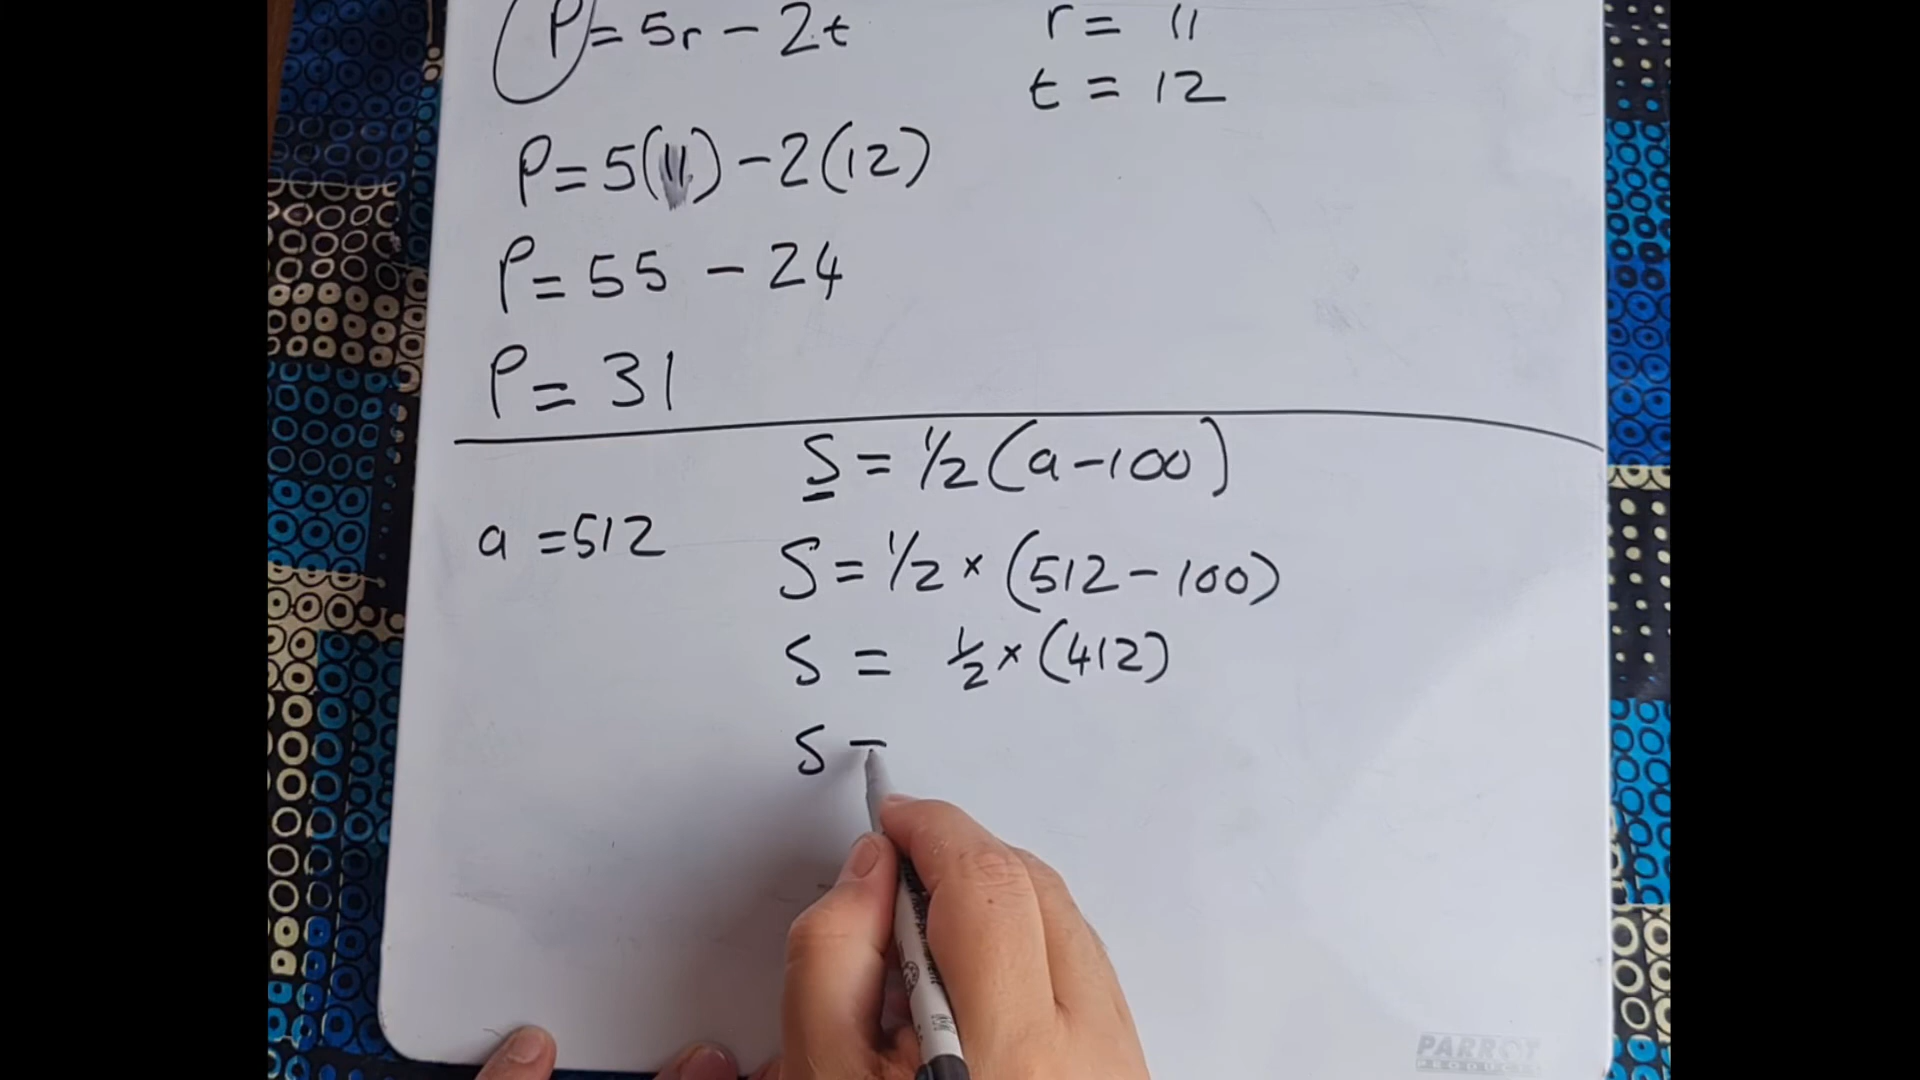 P = 5r - 2t
r = 11
t = 12
P = 5(11) - 2(12)
P = 55 - 24
P = 31
S = 1/2 (a - 100)
a = 512
S = 1/2 × (512 - 100)
S = 1/2 × (412)
S =
PARROT
PRODUCTS